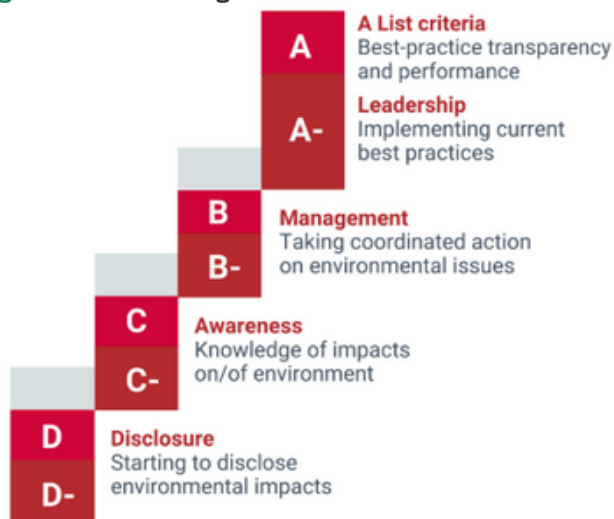 A
A List criteria
Best-practice transparency
and performance
A-
Leadership
Implementing current
best practices
B
Management
Taking coordinated action
on environmental issues
B-
C
Awareness
Knowledge of impacts
on/of environment
C-
D
Disclosure
Starting to disclose
environmental impacts
D-